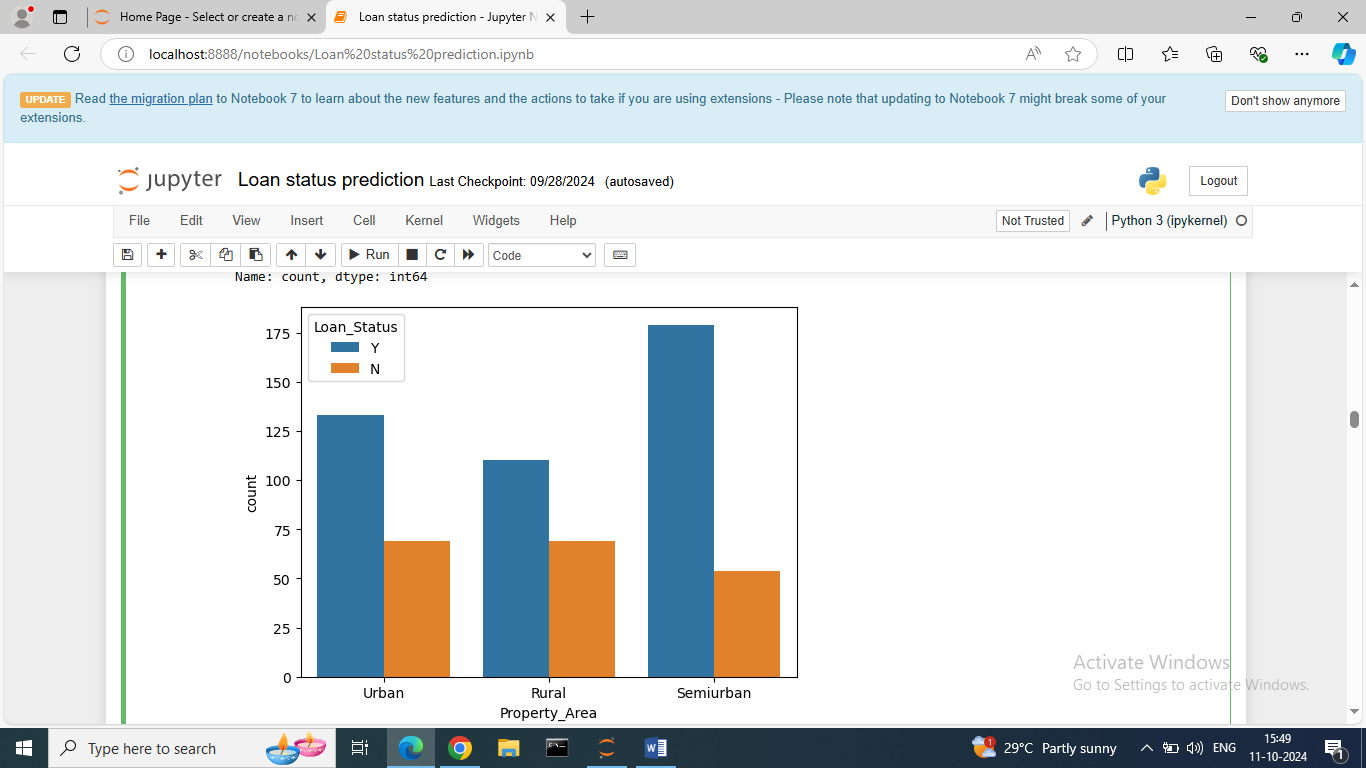 Home Page - Select or create a no
Loan status prediction - Jupyter N
localhost:8888/notebooks/Loan%20status%20prediction.ipynb
UPDATE Read the migration plan to Notebook 7 to learn about the new features and the actions to take if you are using extensions - Please note that updating to Notebook 7 might break some of your
extensions.
Don't show anymore
jupyter Loan status prediction Last Checkpoint: 09/28/2024 (autosaved)
Logout
File Edit View Insert Cell Kernel Widgets Help
Not Trusted
Python 3 (ipykernel)
Run
Code
Name: count, dtype: int64
Loan_Status
Y
N
175
150
125
100
75
50
25
0
count
Urban Rural Semiurban
Property_Area
Activate Windows
Go to Settings to activate Windows.
Type here to search
1
29°C Partly sunny
ENG
15:49
11-10-2024
1